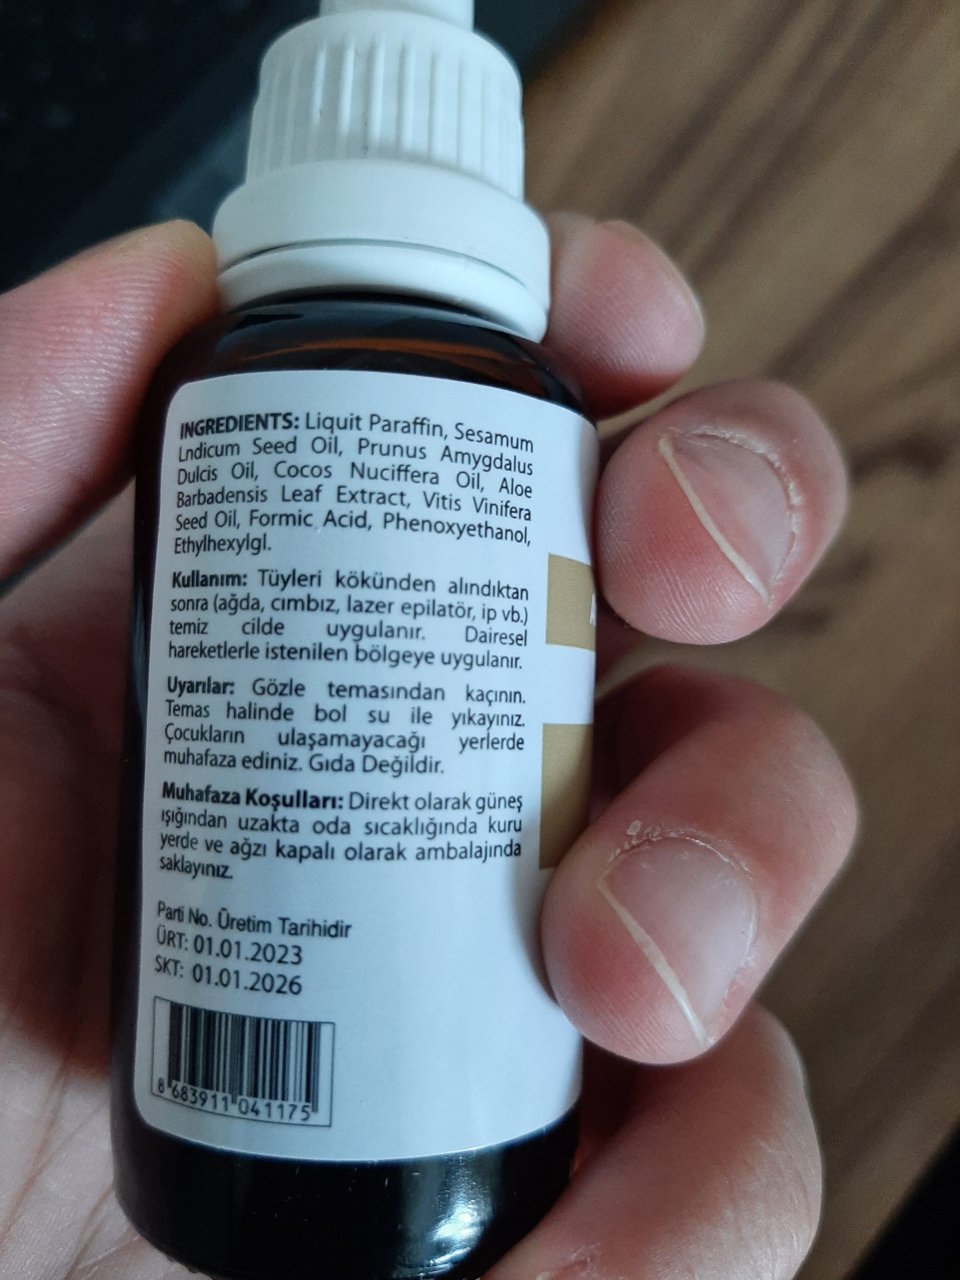 INGREDIENTS: Liquit Paraffin, Sesamum
Lndicum Seed Oil, Prunus Amygdalus
Dulcis Oil, Cocos Nuciffera Oil, Aloe
Barbadensis Leaf Extract, Vitis Vinifera
Seed Oil, Formic Acid, Phenoxyethanol,
Ethylhexylgl.
Kullanım: Tüyleri kökünden alındıktan
sonra (ağda, cımbız, lazer epilatör, ip vb.)
temiz cilde uygulanır. Dairesel
hareketlerle istenilen bölgeye uygulanır.
Uyarılar: Gözle temasından kaçının.
Temas halinde bol su ile yıkayınız.
Çocukların ulaşamayacağı yerlerde
muhafaza ediniz. Gıda Değildir.
Muhafaza Koşulları: Direkt olarak güneş
ışığından uzakta oda sıcaklığında kuru
yerde ve ağzı kapalı olarak ambalajında
saklayınız.
Parti No. Üretim Tarihidir
ÜRT: 01.01.2023
SKT: 01.01.2026
8 683911 041175